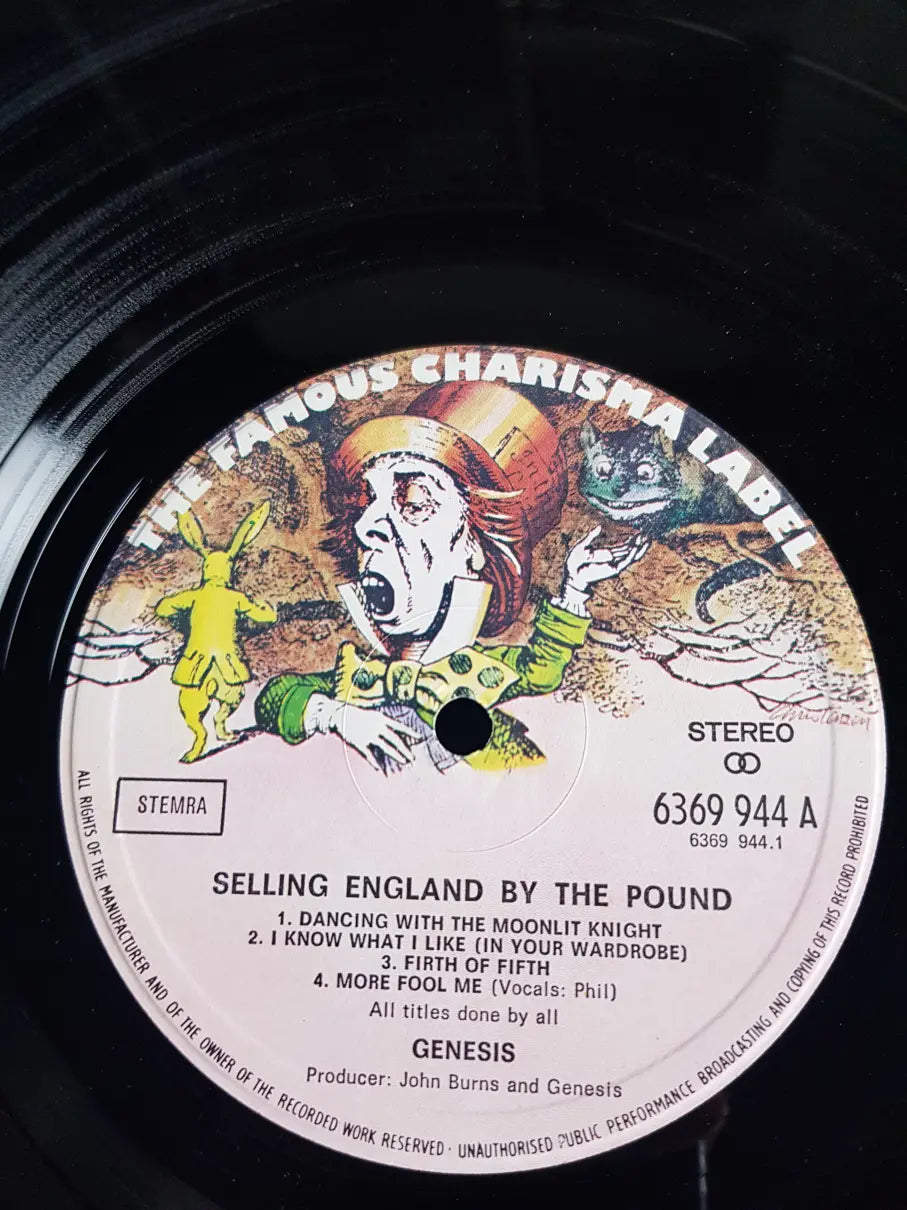 THE FAMOUS CHARISMA LABEL
STEREO
6369 944 A
6369 944.1
STEMRA
SELLING ENGLAND BY THE POUND
1. DANCING WITH THE MOONLIT KNIGHT
2. I KNOW WHAT I LIKE (IN YOUR WARDROBE)
3. FIRTH OF FIFTH
4. MORE FOOL ME (Vocals: Phil)
All titles done by all
GENESIS
Producer: John Burns and Genesis
ALL RIGHTS OF THE MANUFACTURER AND OF THE OWNER OF THE RECORDED WORK RESERVED · UNAUTHORISED PUBLIC PERFORMANCE BROADCASTING AND COPYING OF THIS RECORD PROHIBITED